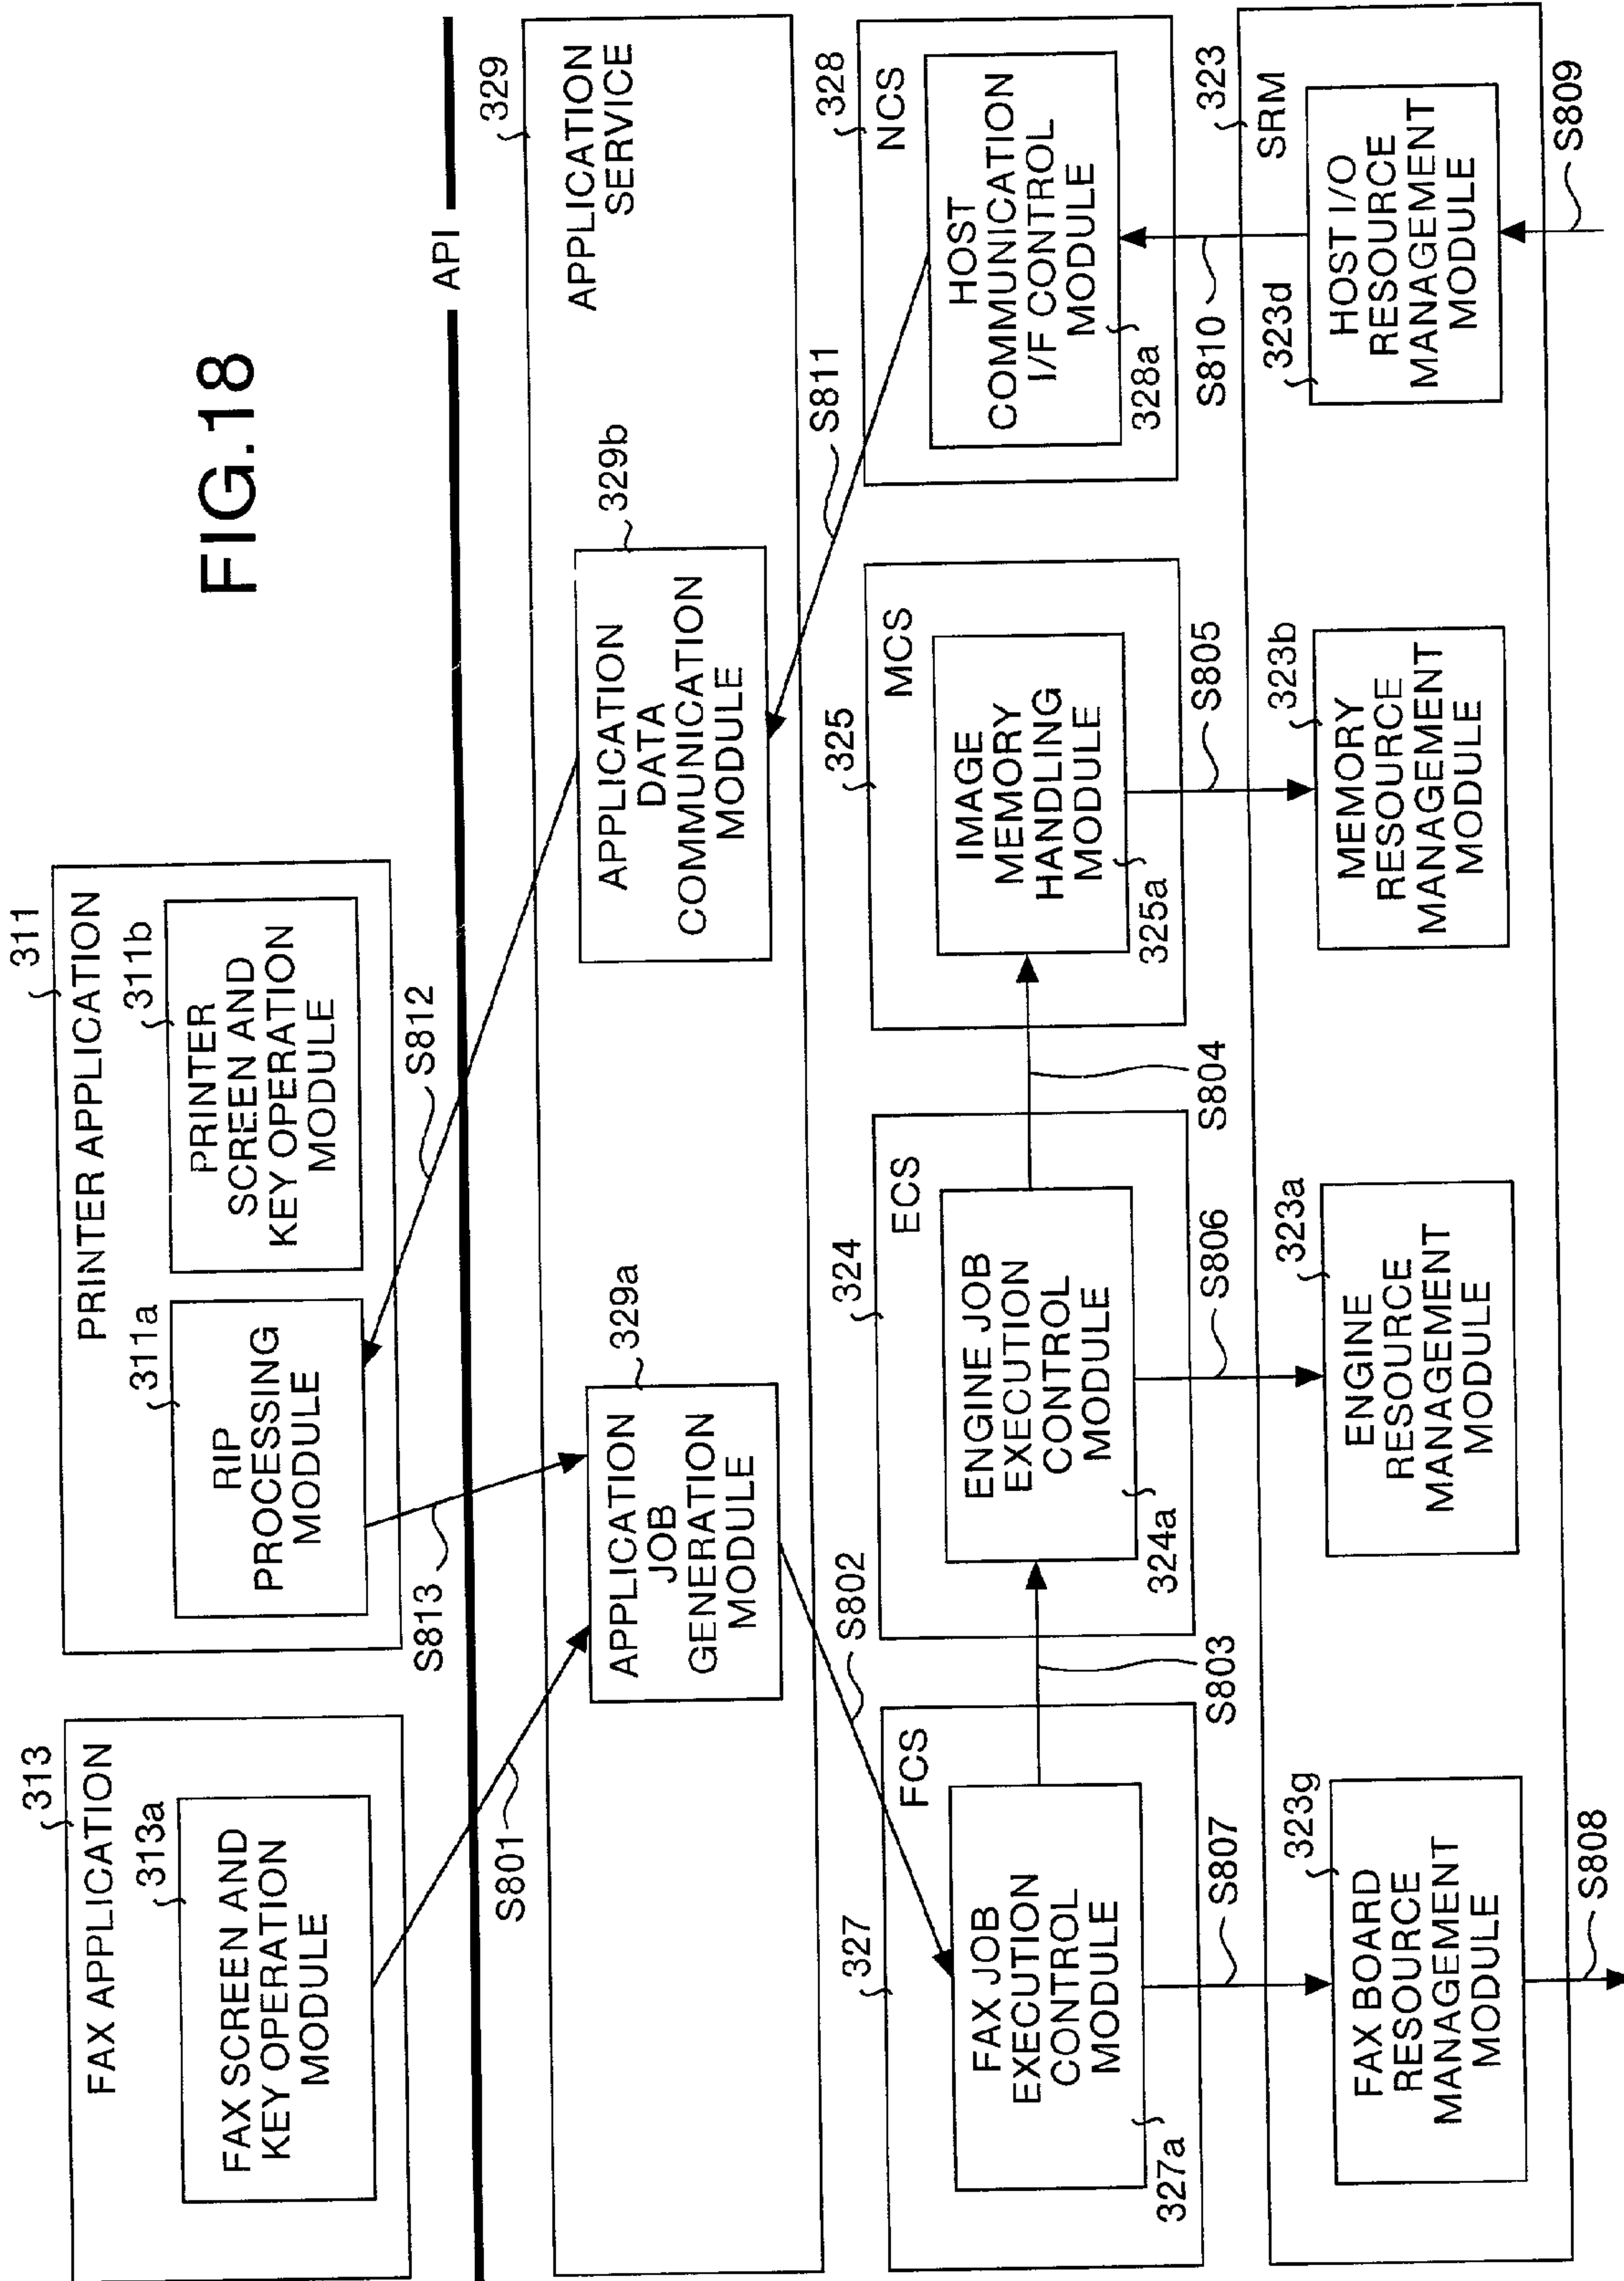 FIG.18
313
FAX APPLICATION
313a
FAX SCREEN AND
KEY OPERATION
MODULE
311
PRINTER APPLICATION
311a
RIP
PROCESSING
MODULE
311b
PRINTER
SCREEN AND
KEY OPERATION
MODULE
S801
S813
S812
API
329
APPLICATION
SERVICE
329a
APPLICATION
JOB
GENERATION
MODULE
329b
APPLICATION
DATA
COMMUNICATION
MODULE
S802
S811
327
FCS
FAX JOB
EXECUTION
CONTROL
MODULE
327a
S803
324
ECS
ENGINE JOB
EXECUTION
CONTROL
MODULE
324a
S804
325
MCS
IMAGE
MEMORY
HANDLING
MODULE
325a
328
NCS
HOST
COMMUNICATION
I/F CONTROL
MODULE
328a
S807
S806
S805
S810
323
SRM
323g
FAX BOARD
RESOURCE
MANAGEMENT
MODULE
323a
ENGINE
RESOURCE
MANAGEMENT
MODULE
323b
MEMORY
RESOURCE
MANAGEMENT
MODULE
323d
HOST I/O
RESOURCE
MANAGEMENT
MODULE
S808
S809